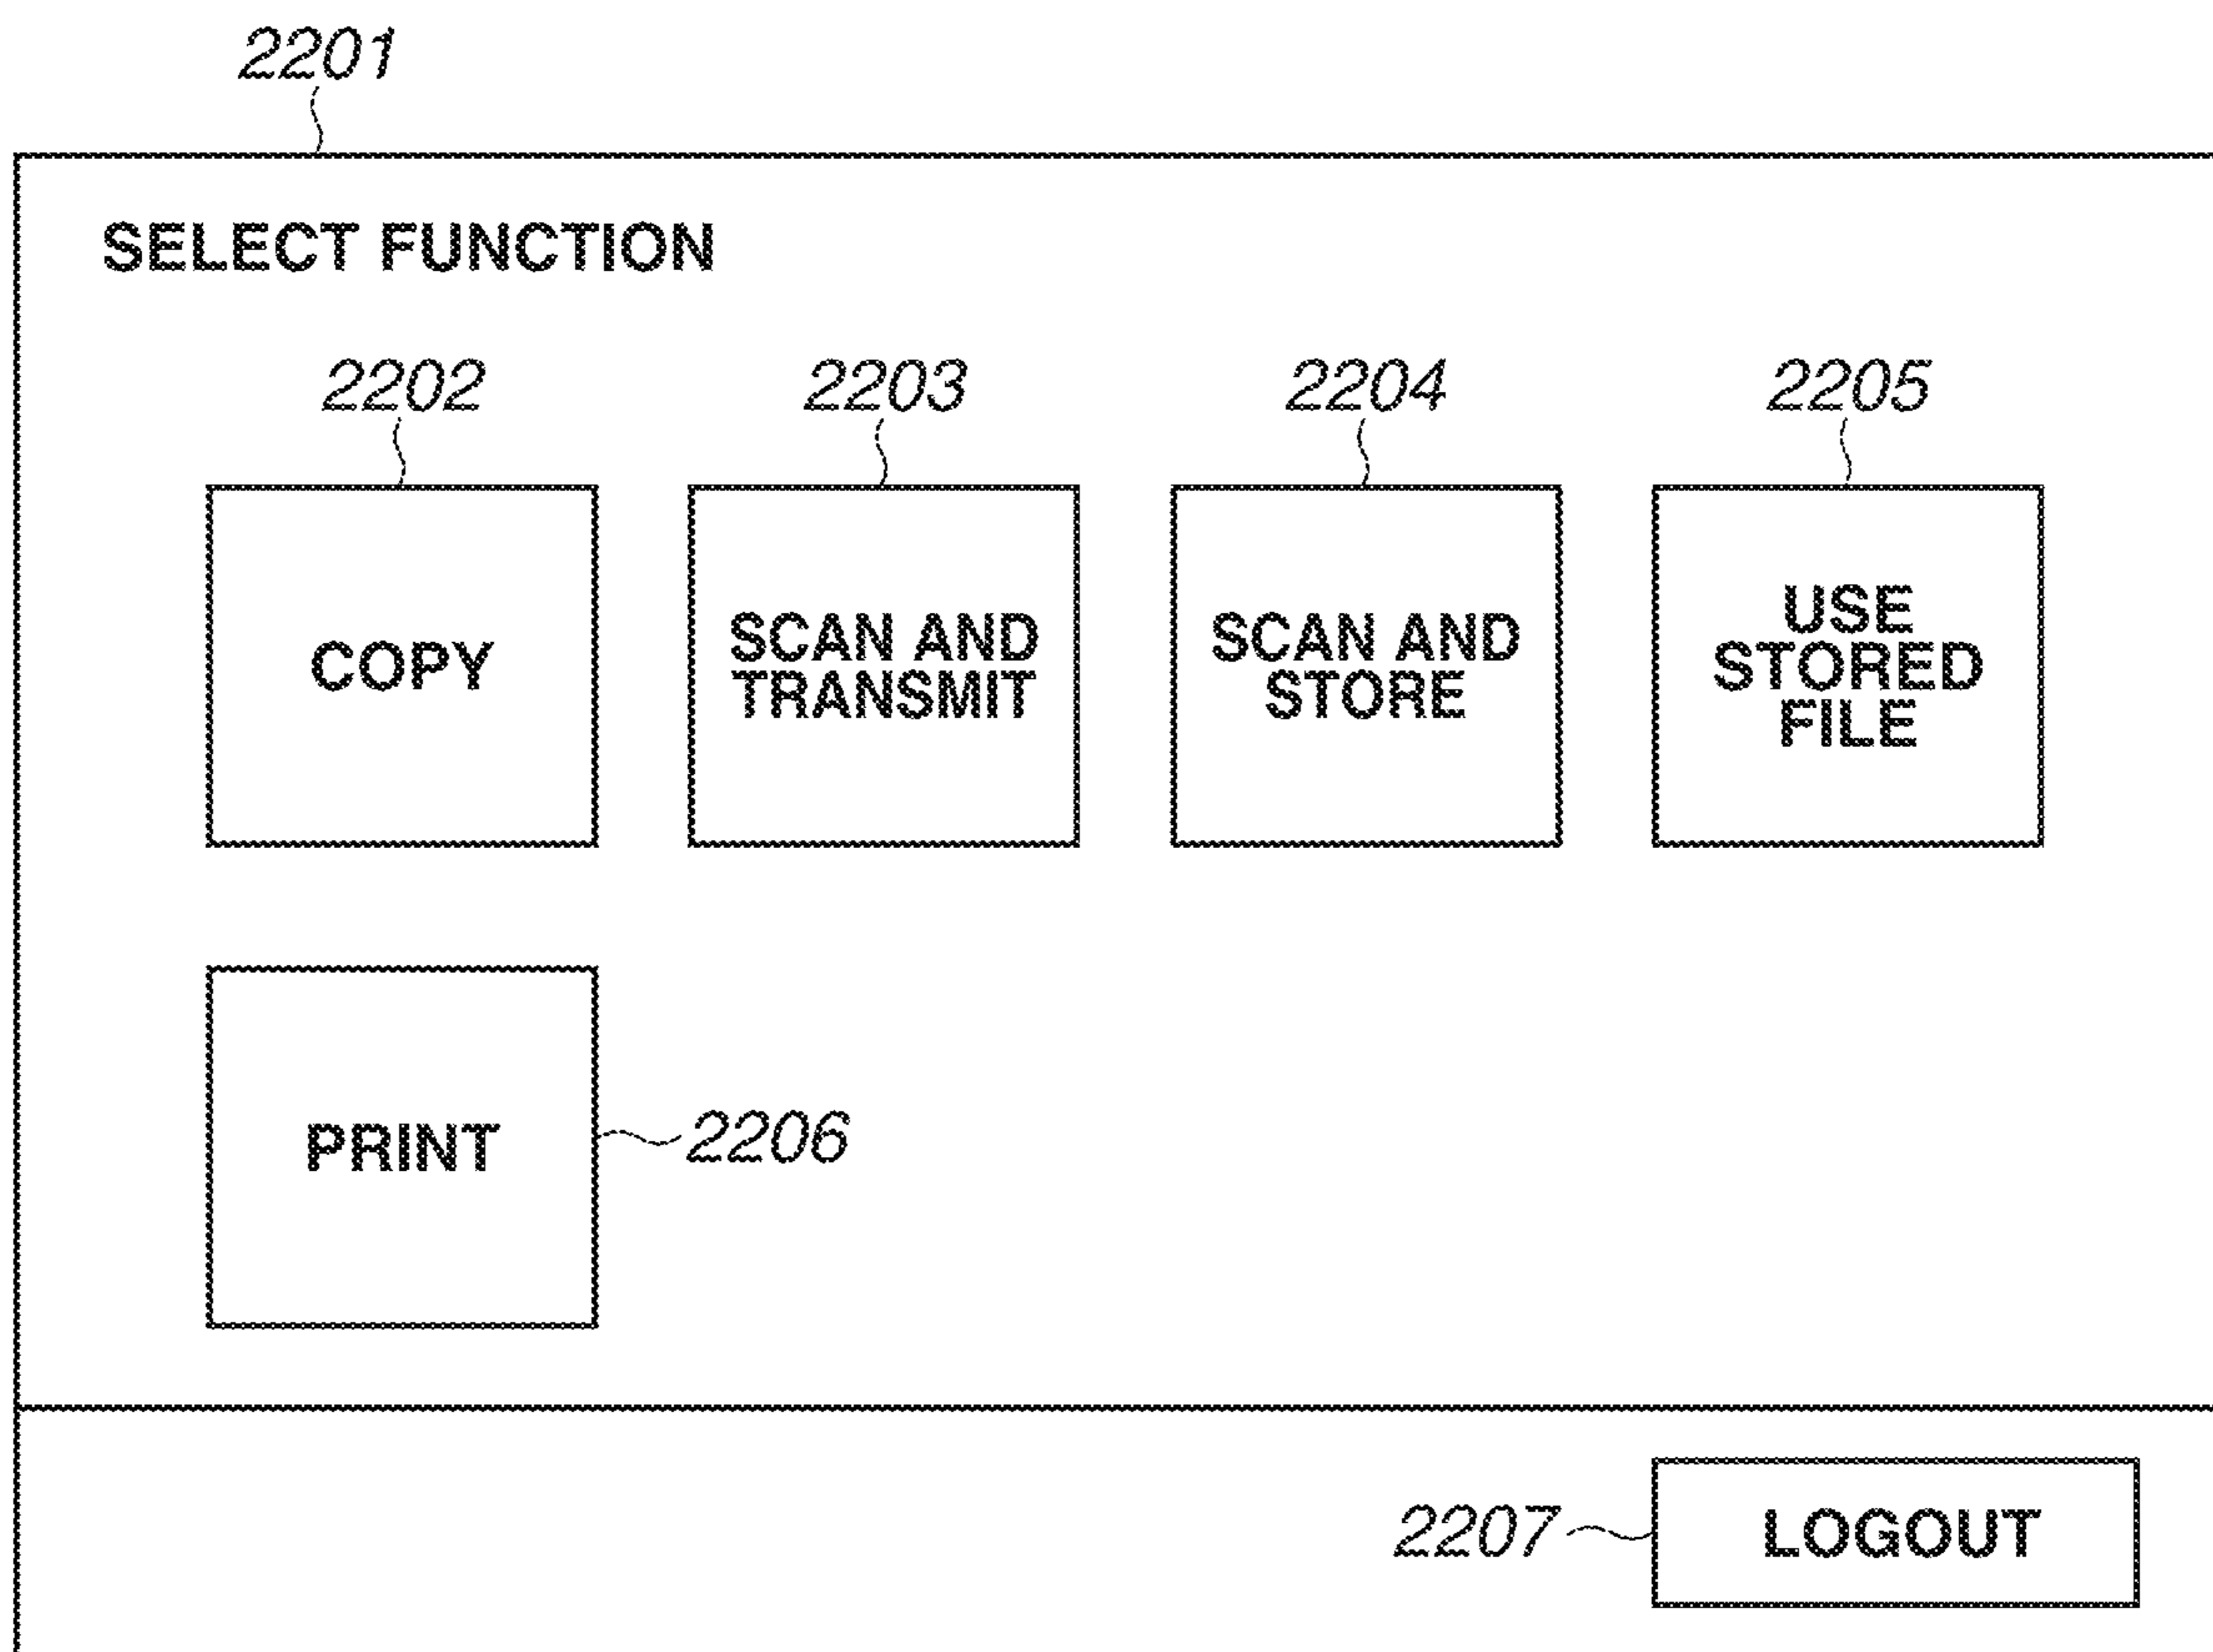 2201
SELECT FUNCTION
2202
2203
2204
2205
COPY
SCAN AND
TRANSMIT
SCAN AND
STORE
USE
STORED
FILE
PRINT
2206
2207
LOGOUT